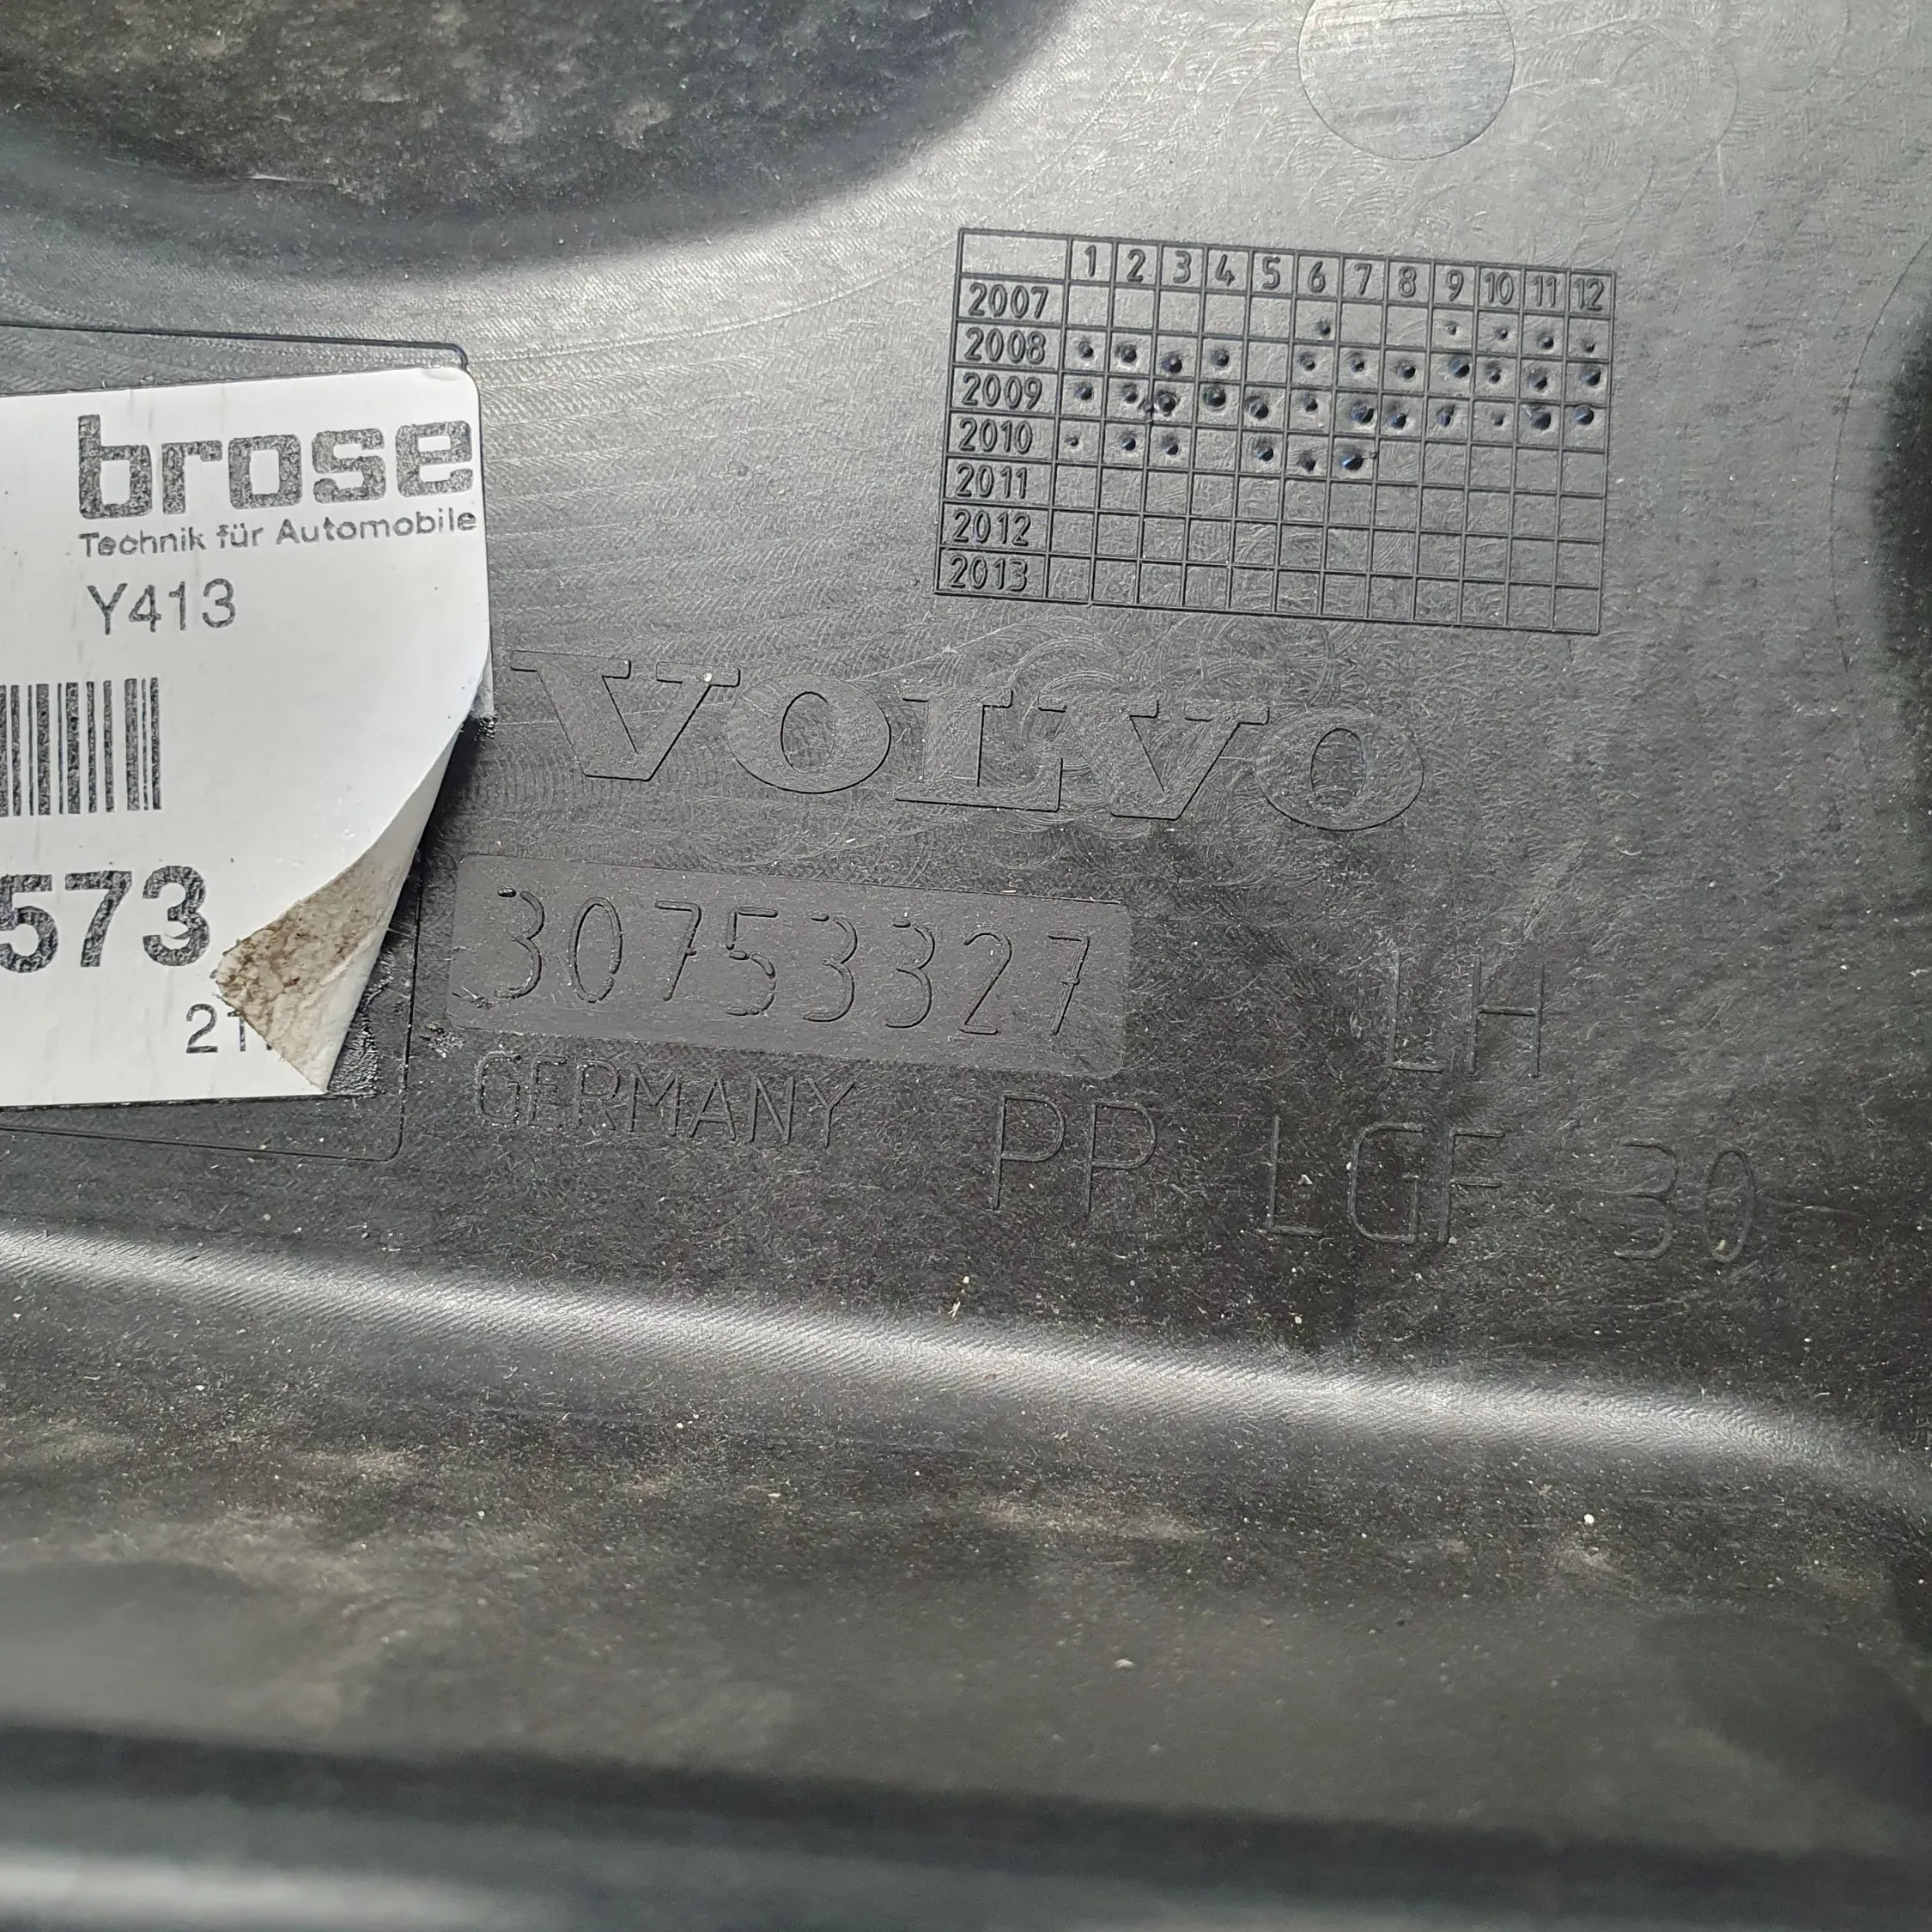 brose
Technik für Automobile
Y413
573
21
1 2 3 4 5 6 7 8 9 10 11 12
2007
2008
2009
2010
2011
2012
2013
VOLVO
30753327
LH
GERMANY
PP LGF 30